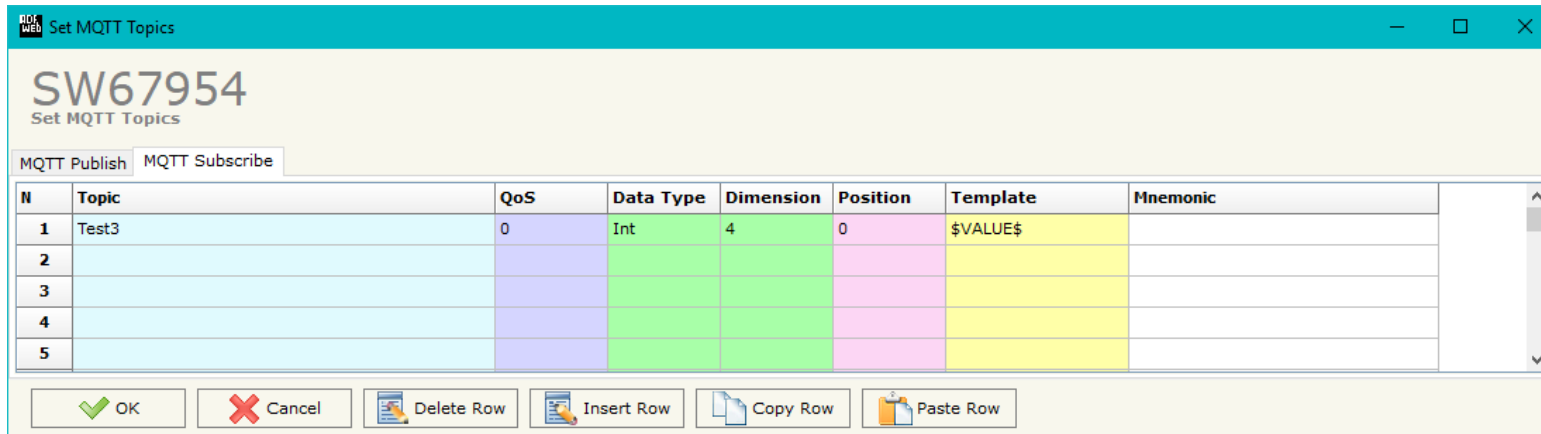 ADF WEB Set MQTT Topics
SW67954
Set MQTT Topics
MQTT Publish MQTT Subscribe
N Topic QoS Data Type Dimension Position Template Mnemonic
1 Test3 0 Int 4 0 $VALUE$
2
3
4
5
OK Cancel Delete Row Insert Row Copy Row Paste Row